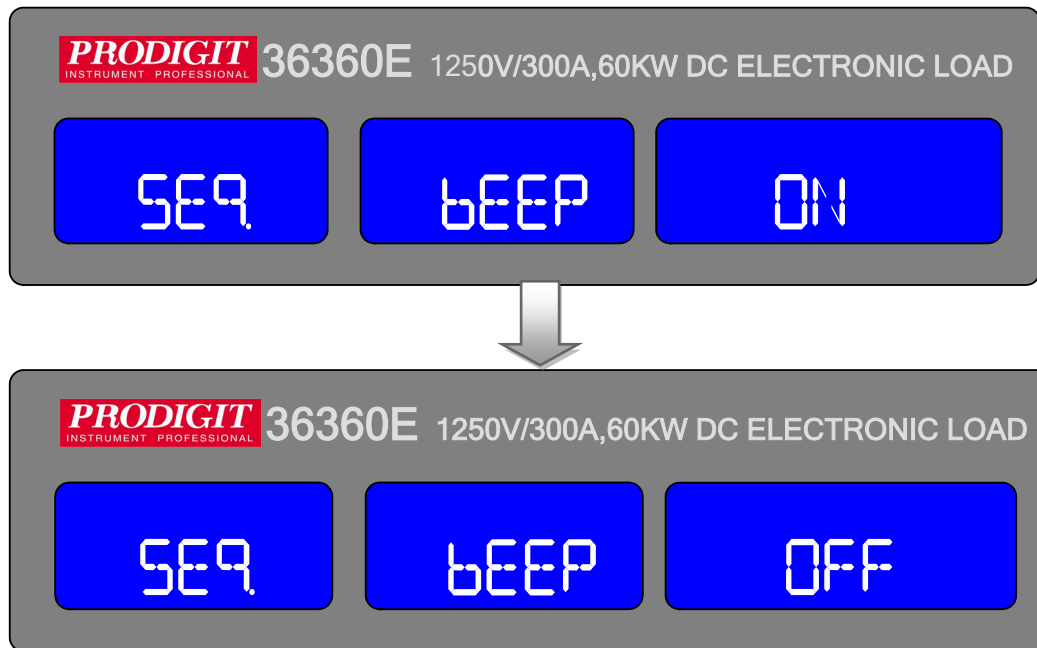 PRODIGIT 36360E 1250V/300A,60KW DC ELECTRONIC LOAD
INSTRUMENT PROFESSIONAL
SEq. bEEP ON
PRODIGIT 36360E 1250V/300A,60KW DC ELECTRONIC LOAD
INSTRUMENT PROFESSIONAL
SEq. bEEP OFF